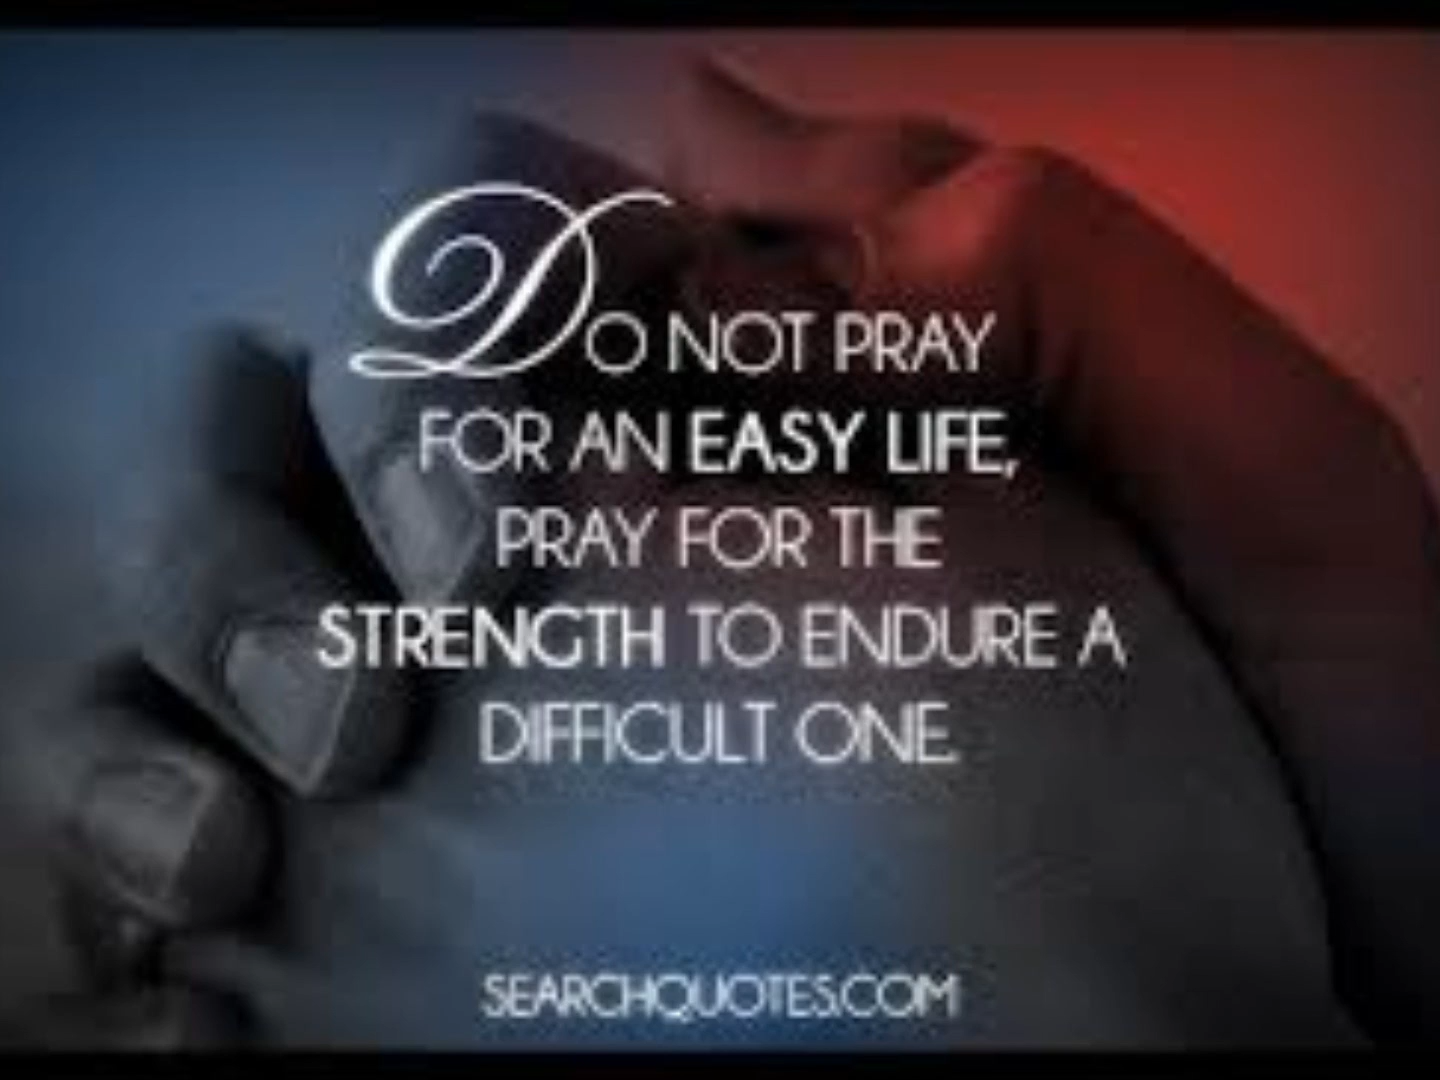 DO NOT PRAY
FOR AN EASY LIFE,
PRAY FOR THE
STRENGTH TO ENDURE A
DIFFICULT ONE.
SEARCHQUOTES.COM